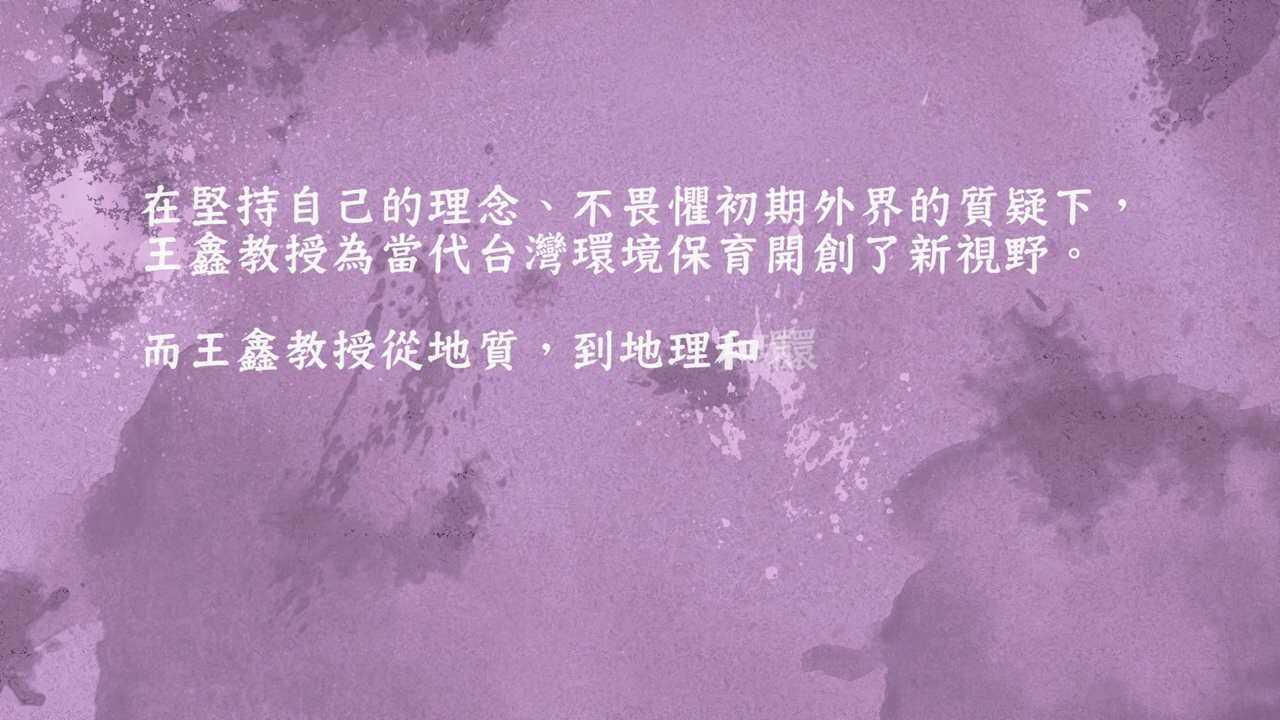 在堅持自己的理念、不畏懼初期外界的質疑下，
王鑫教授為當代台灣環境保育開創了新視野。
而王鑫教授從地質，到地理和環